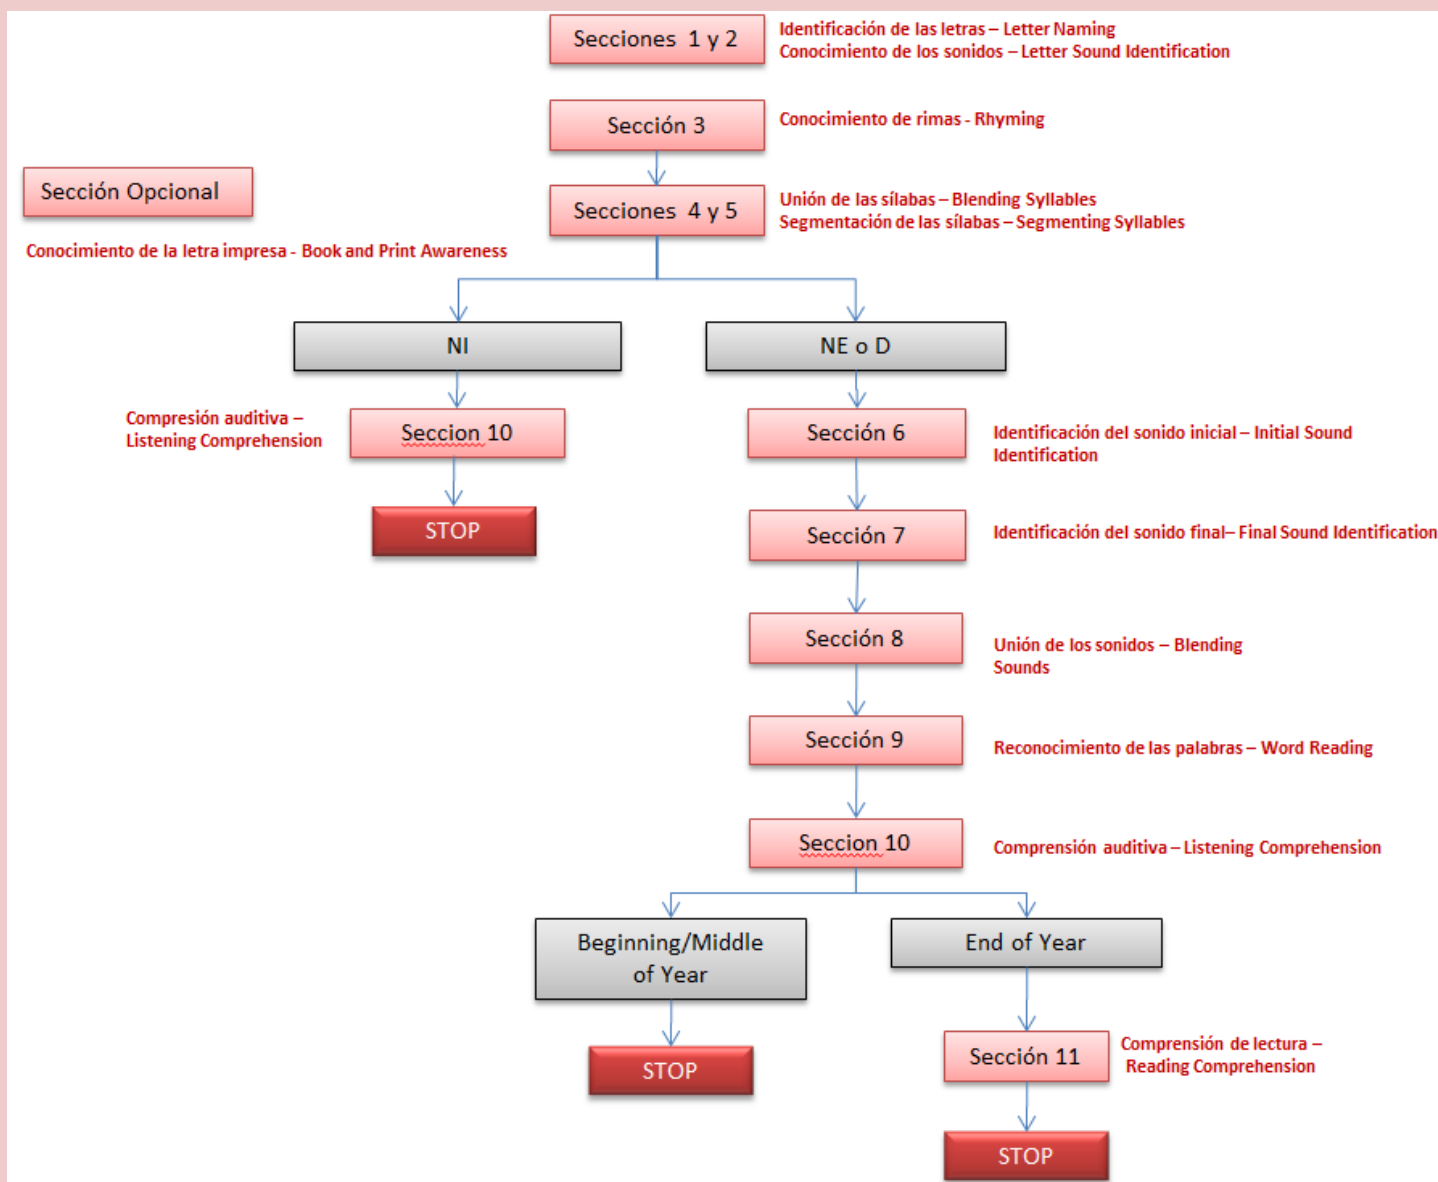 Secciones 1 y 2
Identificación de las letras – Letter Naming
Conocimiento de los sonidos – Letter Sound Identification
Sección 3
Conocimiento de rimas - Rhyming
Sección Opcional
Conocimiento de la letra impresa - Book and Print Awareness
Secciones 4 y 5
Unión de las sílabas – Blending Syllables
Segmentación de las sílabas – Segmenting Syllables
NI
NE o D
Compresión auditiva –
Listening Comprehension
Seccion 10
STOP
Sección 6
Identificación del sonido inicial – Initial Sound
Identification
Sección 7
Identificación del sonido final– Final Sound Identification
Sección 8
Unión de los sonidos – Blending
Sounds
Sección 9
Reconocimiento de las palabras – Word Reading
Seccion 10
Comprensión auditiva – Listening Comprehension
Beginning/Middle
of Year
STOP
End of Year
Sección 11
Comprensión de lectura –
Reading Comprehension
STOP